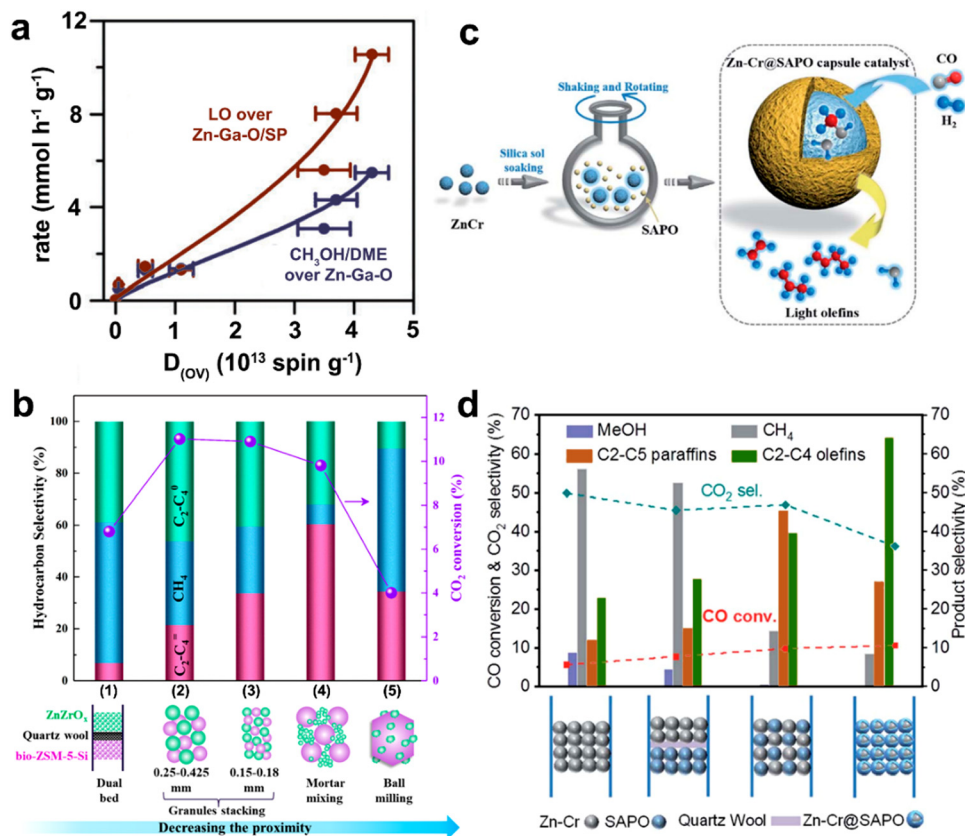 a
12
8
4
0
rate (mmol h⁻¹ g⁻¹)
LO over
Zn-Ga-O/SP
CH₃OH/DME
over Zn-Ga-O
0 1 2 3 4 5
D(OV) (10¹³ spin g⁻¹)
c
Zn-Cr@SAPO capsule catalyst
CO
H₂
Shaking and Rotating
Silica sol
soaking
ZnCr
SAPO
Light olefins
b
100
80
60
40
20
0
Hydrocarbon Selectivity (%)
C₂-C₄⁰
CH₄
C₂-C₄⁼
12
11
10
9
8
7
6
5
4
3
2
1
0
CO₂ conversion (%)
(1) (2) (3) (4) (5)
ZnZrOₓ
Quartz wool
bio-ZSM-5-Si
Dual
bed
0.25-0.425
mm
0.15-0.18
mm
Granules stacking
Mortar
mixing
Ball
milling
Decreasing the proximity
d
70
60
50
40
30
20
10
0
CO conversion & CO₂ selectivity (%)
MeOH
CH₄
C2-C5 paraffins
C2-C4 olefins
CO₂ sel.
CO conv.
70
60
50
40
30
20
10
0
Product selectivity (%)
Zn-Cr SAPO Quartz Wool Zn-Cr@SAPO